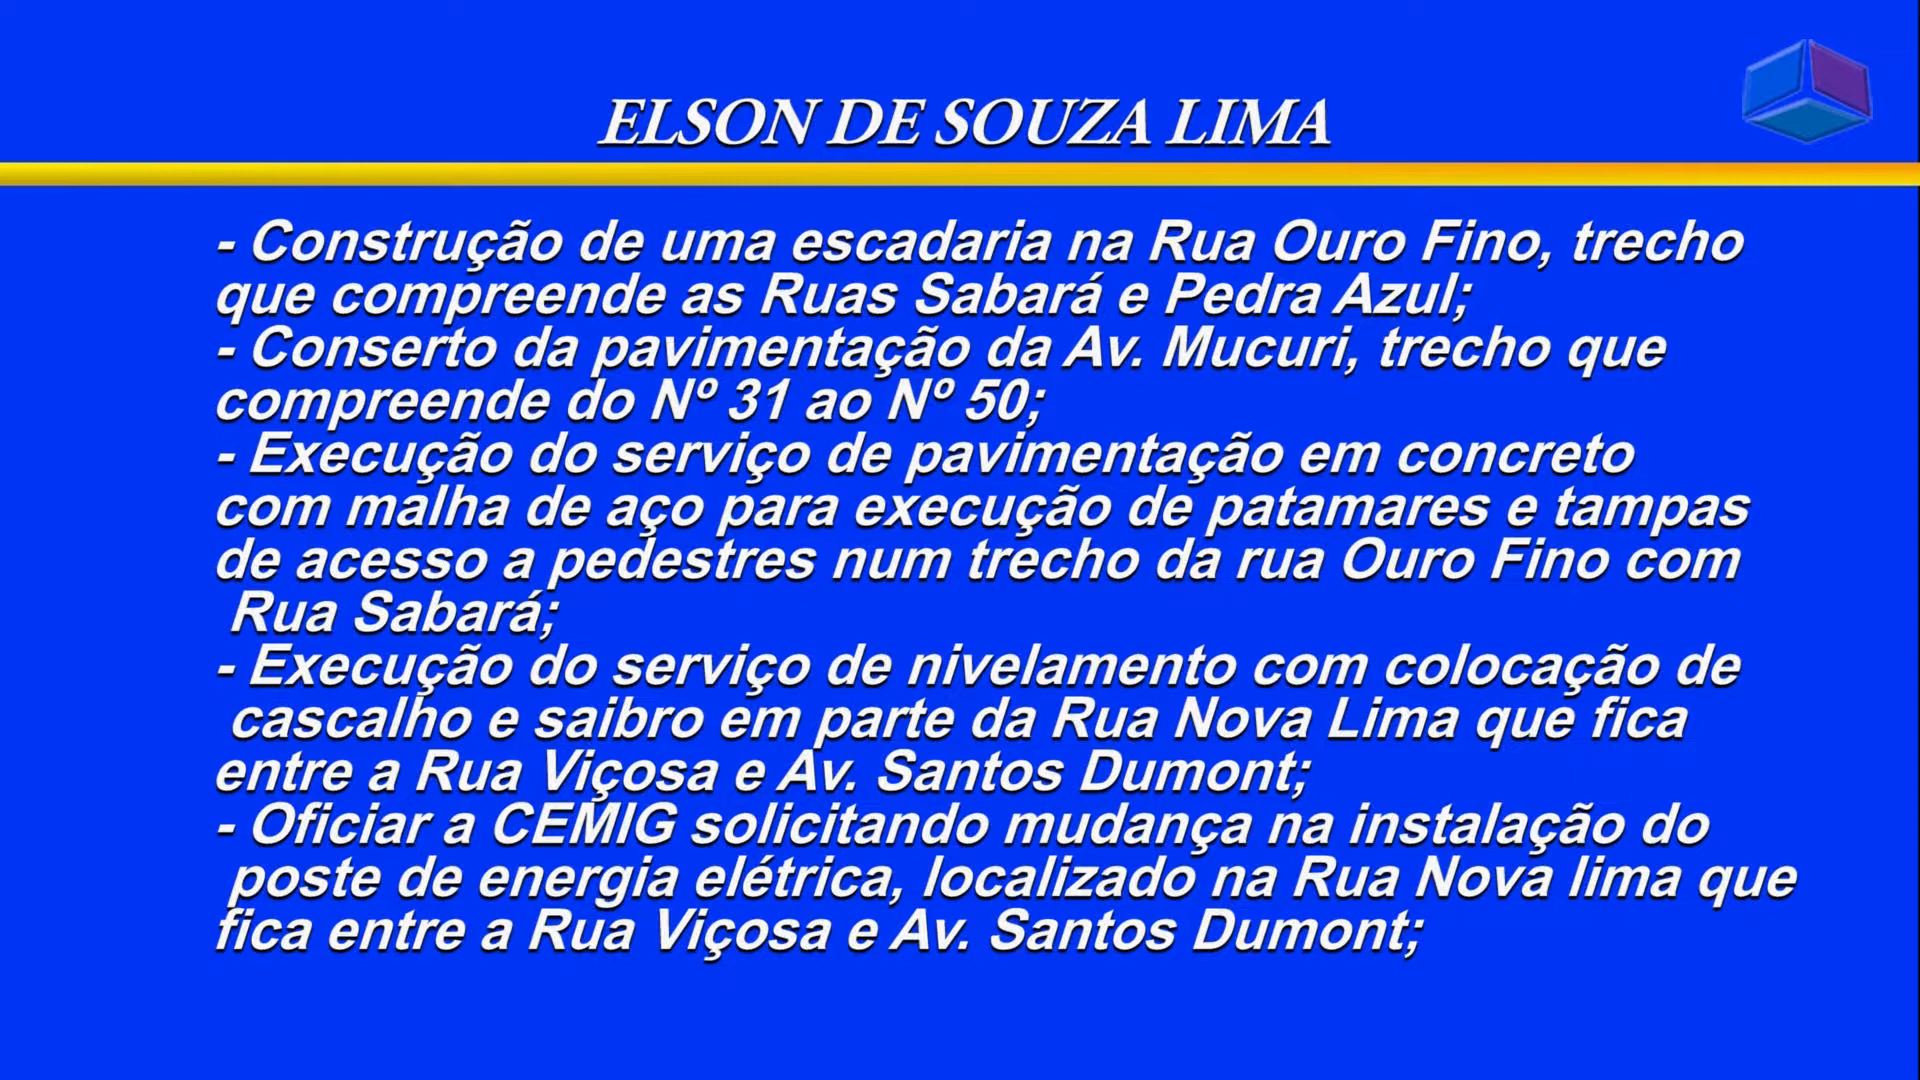 ELSON DE SOUZA LIMA
- Construção de uma escadaria na Rua Ouro Fino, trecho
que compreende as Ruas Sabará e Pedra Azul;
- Conserto da pavimentação da Av. Mucuri, trecho que
compreende do Nº 31 ao Nº 50;
- Execução do serviço de pavimentação em concreto
com malha de aço para execução de patamares e tampas
de acesso a pedestres num trecho da rua Ouro Fino com
Rua Sabará;
- Execução do serviço de nivelamento com colocação de
cascalho e saibro em parte da Rua Nova Lima que fica
entre a Rua Viçosa e Av. Santos Dumont;
- Oficiar a CEMIG solicitando mudança na instalação do
poste de energia elétrica, localizado na Rua Nova lima que
fica entre a Rua Viçosa e Av. Santos Dumont;